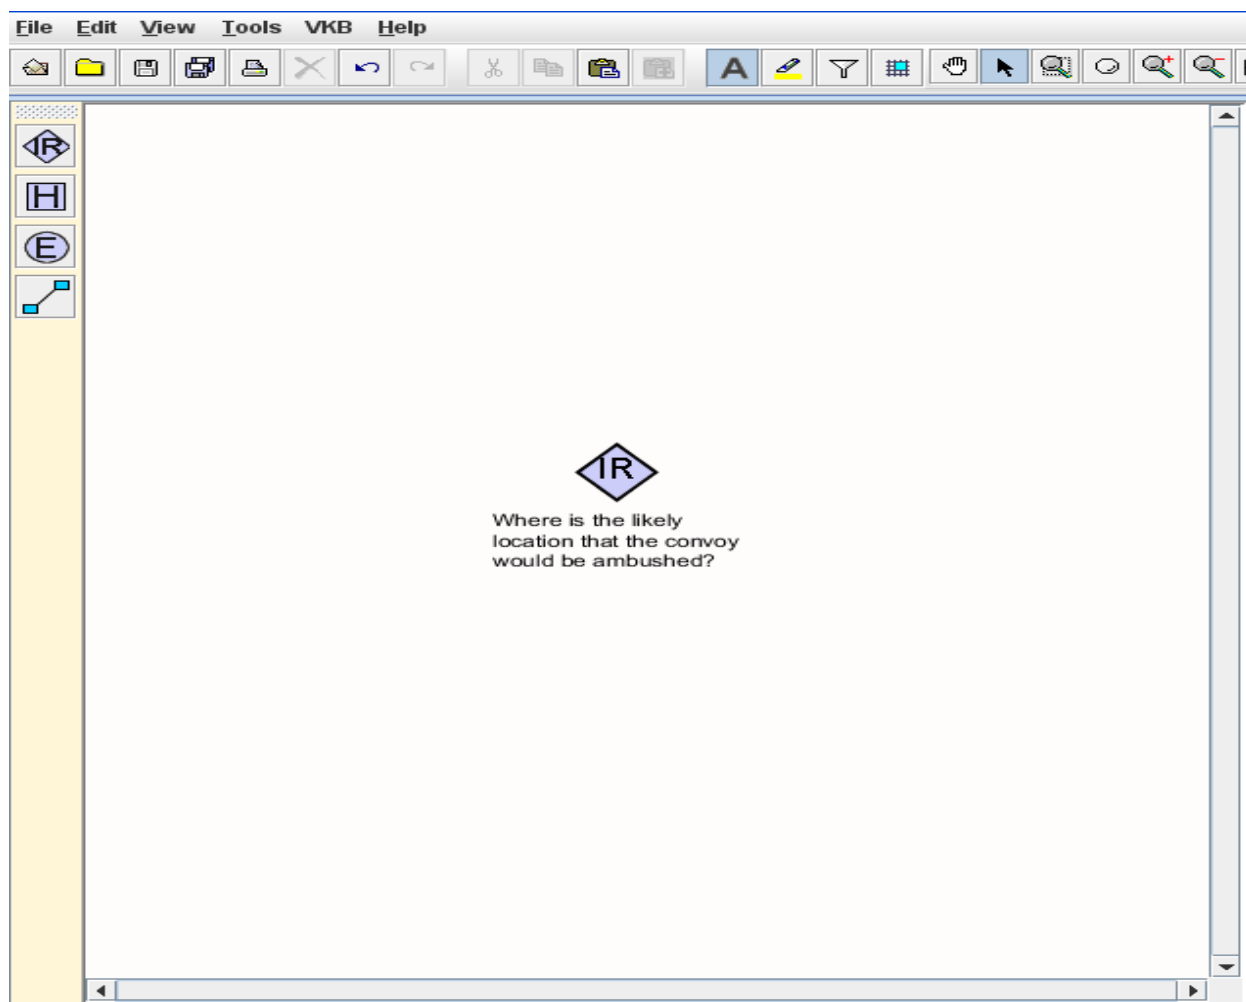 File Edit View Tools VKB Help
A
IR
H
E
IR
Where is the likely
location that the convoy
would be ambushed?